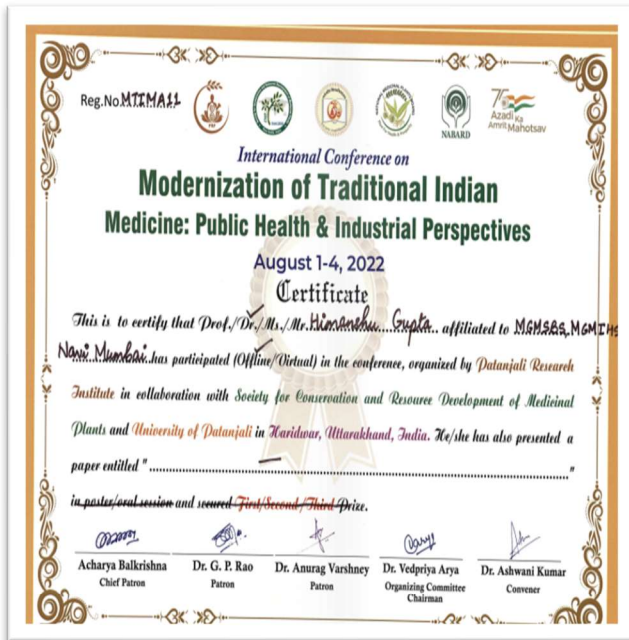 Reg.No.MTIMA11
NABARD
75
Azadi Ka
Amrit Mahotsav
International Conference on
Modernization of Traditional Indian
Medicine: Public Health & Industrial Perspectives
August 1-4, 2022
Certificate
This is to certify that Prof./Dr./Ms./Mr. Himanshu Gupta affiliated to MGMSBS, MGMIHS
Navi Mumbai has participated (Offline/Virtual) in the conference, organized by Patanjali Research
Institute in collaboration with Society for Conservation and Resource Development of Medicinal
Plants and University of Patanjali in Haridwar, Uttarakhand, India. He/she has also presented a
paper entitled "................................................................"
in poster/oral session and secured First/Second/Third Prize.
Acharya Balkrishna Dr. G. P. Rao Dr. Anurag Varshney Dr. Vedpriya Arya Dr. Ashwani Kumar
Chief Patron Patron Patron Organizing Committee Convener
Chairman